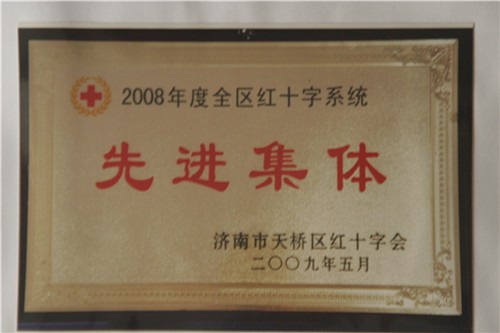 2008年度全区红十字系统
先进集体
济南市天桥区红十字会
二〇〇九年五月